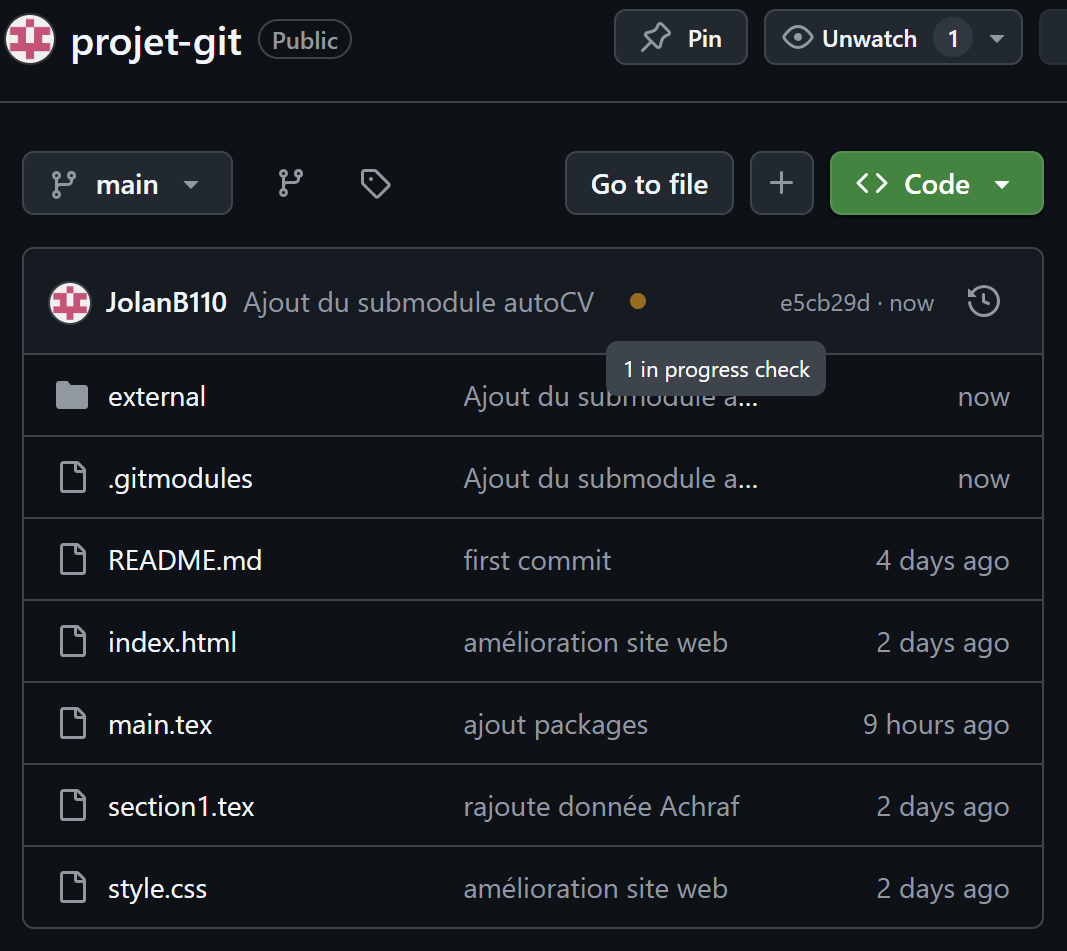 projet-git Public Pin Unwatch 1
main Go to file Code
JolanB110 Ajout du submodule autoCV e5cb29d · now
1 in progress check
external Ajout du submodule a... now
.gitmodules Ajout du submodule a... now
README.md first commit 4 days ago
index.html amélioration site web 2 days ago
main.tex ajout packages 9 hours ago
section1.tex rajoute donnée Achraf 2 days ago
style.css amélioration site web 2 days ago